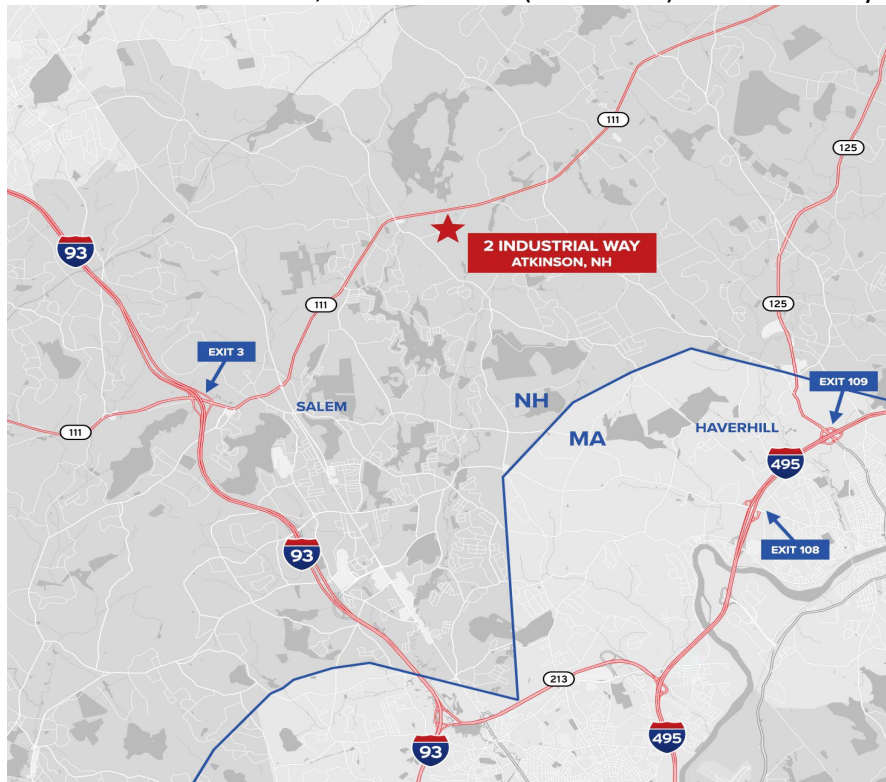 111
125
93
2 INDUSTRIAL WAY
ATKINSON, NH
111
125
EXIT 3
EXIT 109
SALEM
NH
111
HAVERHILL
MA
495
93
EXIT 108
213
93
495